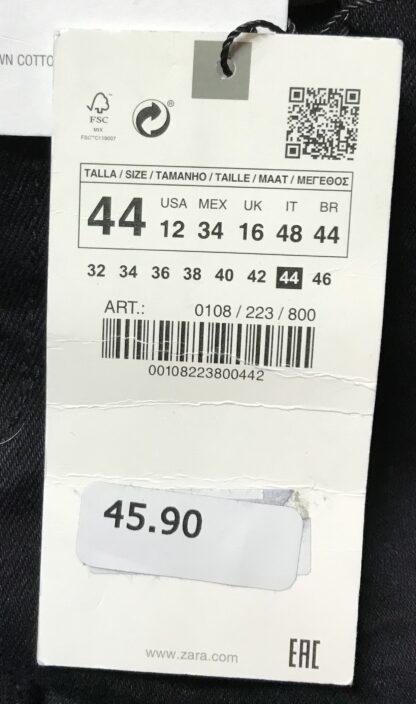 WN COTTO
FSC
MIX
®
TALLA / SIZE / TAMANHO / TAILLE / MAAT / ΜΕΓΕΘΟΣ
44
USA MEX UK IT BR
12 34 16 48 44
32 34 36 38 40 42 44 46
ART.: 0108 / 223 / 800
00108223800442
45.90
www.zara.com
EAC